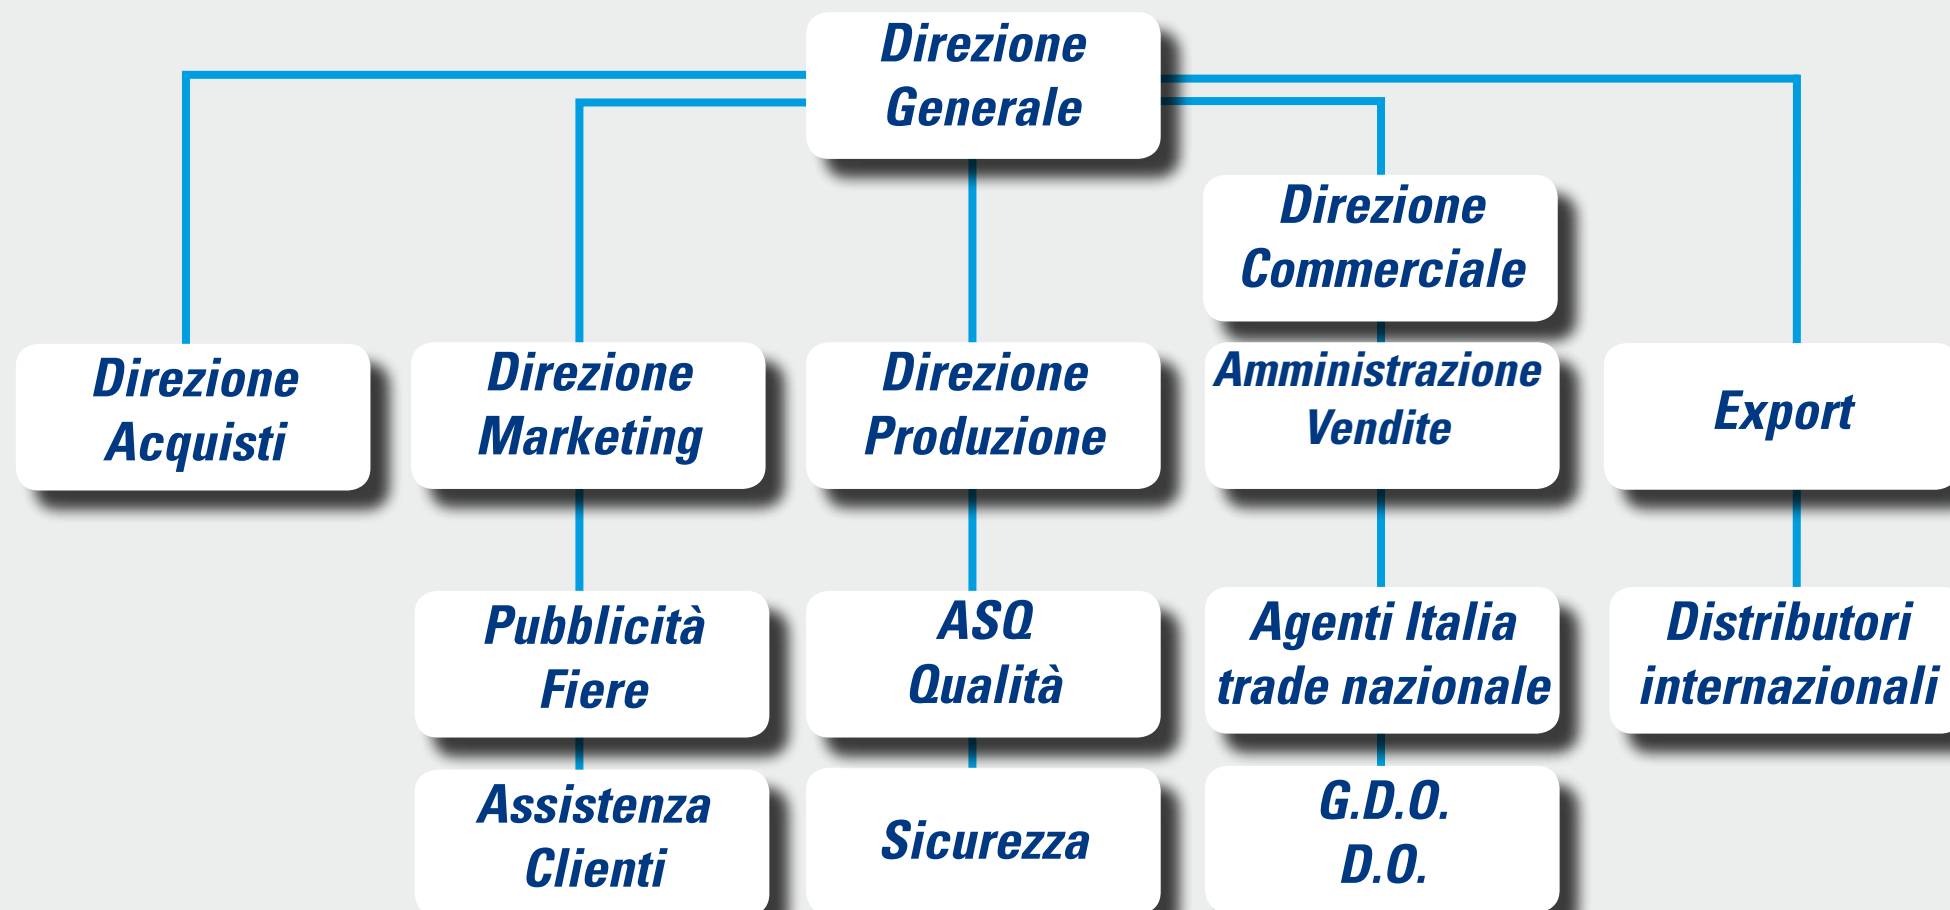 Direzione
Generale
Direzione
Commerciale
Direzione
Acquisti
Direzione
Marketing
Direzione
Produzione
Amministrazione
Vendite
Export
Pubblicità
Fiere
ASQ
Qualità
Agenti Italia
trade nazionale
Distributori
internazionali
Assistenza
Clienti
Sicurezza
G.D.O.
D.O.